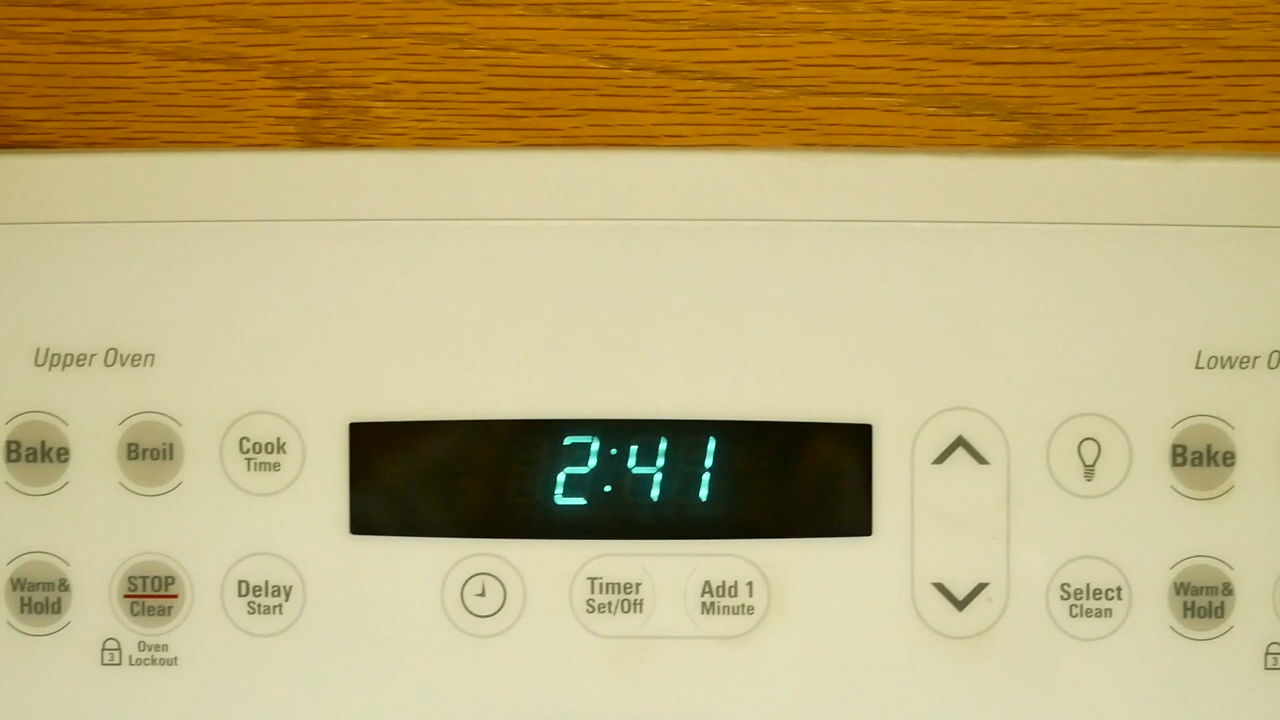 Upper Oven
Lower O
Bake
Broil
Cook
Time
2:41
Bake
Warm &
Hold
STOP
Clear
Delay
Start
Timer
Set/Off
Add 1
Minute
Select
Clean
Warm &
Hold
3
Oven
Lockout
3